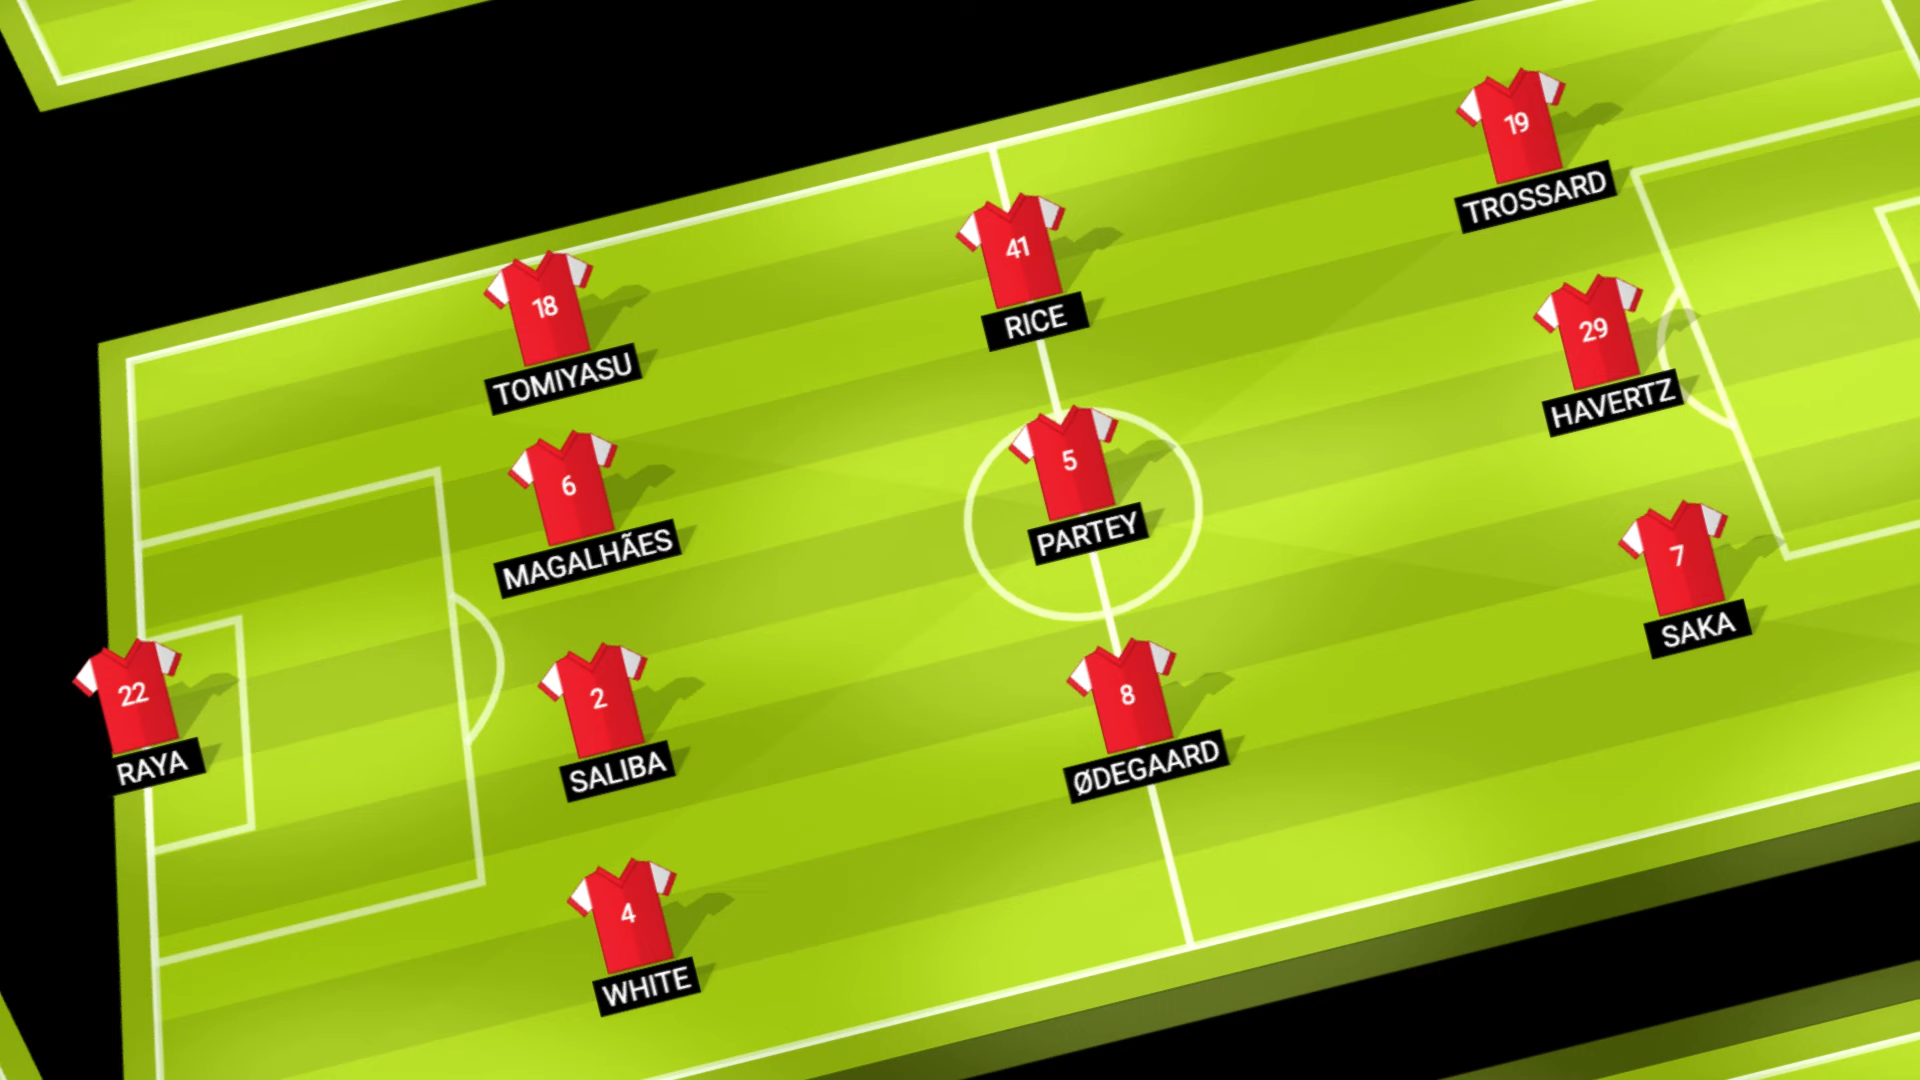 19
TROSSARD
41
RICE
18
TOMIYASU
29
HAVERTZ
6
MAGALHÃES
5
PARTEY
7
SAKA
22
RAYA
2
SALIBA
8
ØDEGAARD
4
WHITE